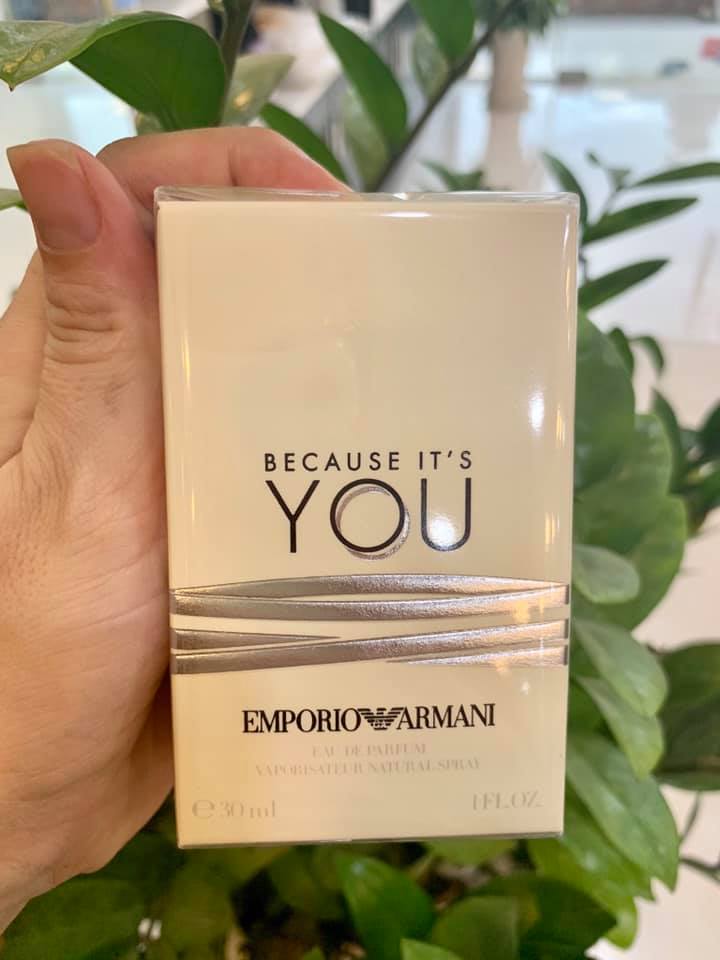 BECAUSE IT'S
YOU
EMPORIO ARMANI
EAU DE PARFUM
VAPORISATEUR NATURAL SPRAY
℮ 30 ml 1 FL.OZ.